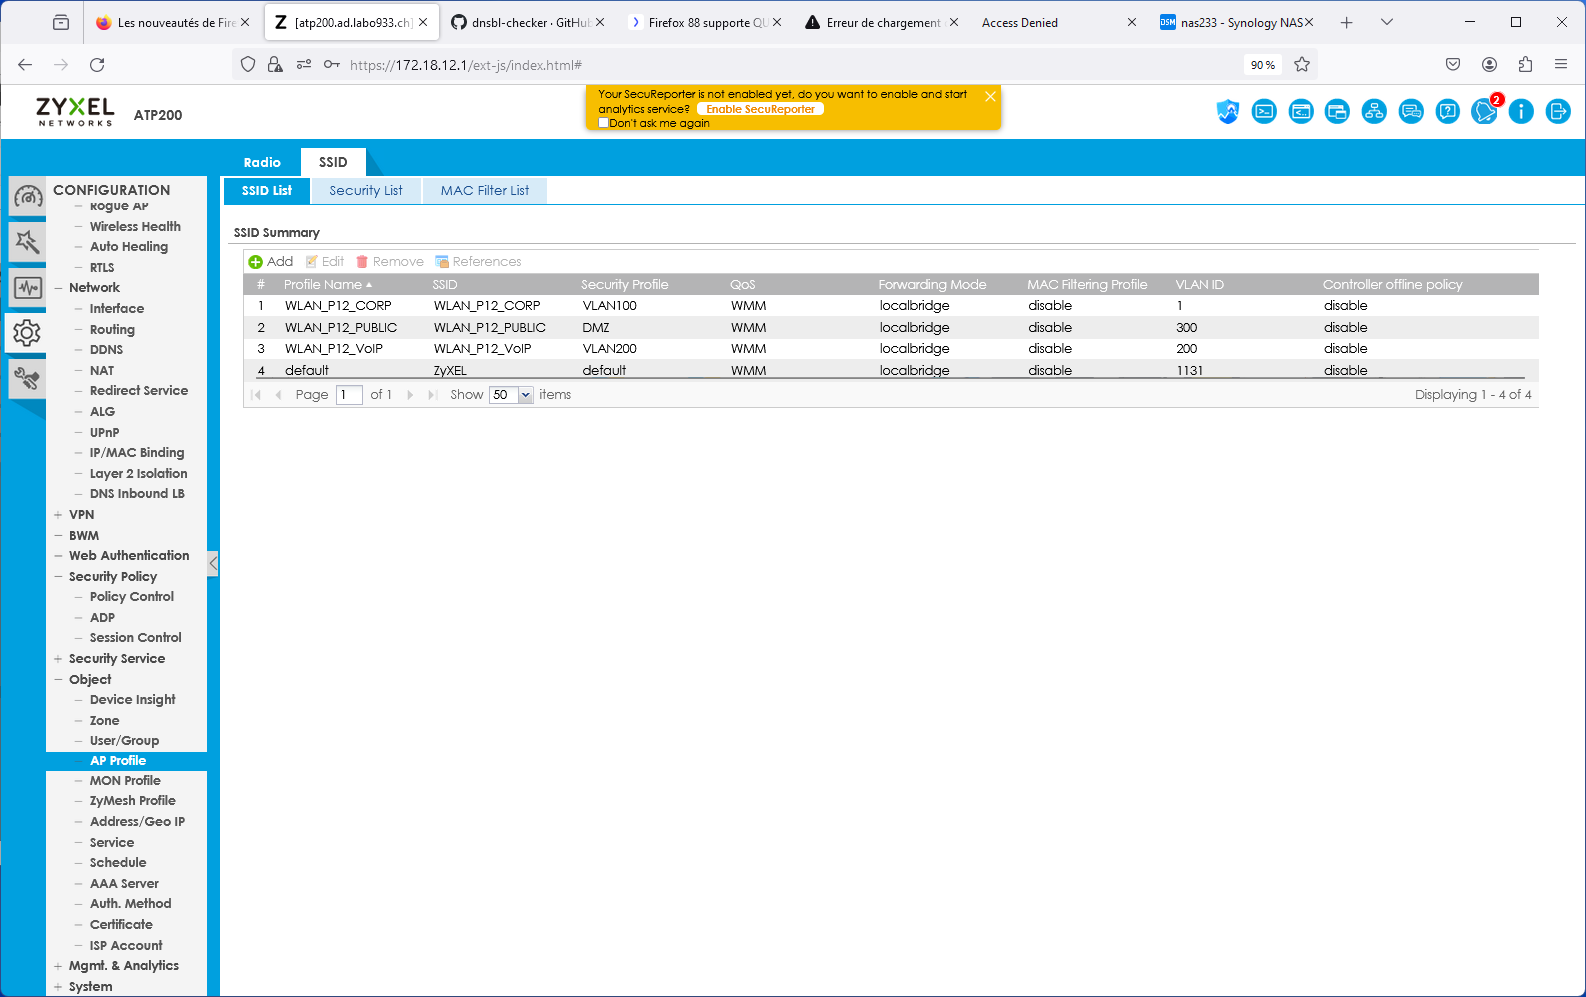 Les nouveautés de Fire
[atp200.ad.labo933.ch]
dnsbl-checker · GitHub
Firefox 88 supporte QU
Erreur de chargement
Access Denied
nas233 - Synology NAS
https://172.18.12.1/ext-js/index.html#
90 %
ZYXEL
NETWORKS
ATP200
Your SecuReporter is not enabled yet, do you want to enable and start
analytics service? Enable SecuReporter
Don't ask me again
2
Radio
SSID
CONFIGURATION
Rogue AP
Wireless Health
Auto Healing
RTLS
Network
Interface
Routing
DDNS
NAT
Redirect Service
ALG
UPnP
IP/MAC Binding
Layer 2 Isolation
DNS Inbound LB
VPN
BWM
Web Authentication
Security Policy
Policy Control
ADP
Session Control
Security Service
Object
Device Insight
Zone
User/Group
AP Profile
MON Profile
ZyMesh Profile
Address/Geo IP
Service
Schedule
AAA Server
Auth. Method
Certificate
ISP Account
Mgmt. & Analytics
System
SSID List
Security List
MAC Filter List
SSID Summary
Add Edit Remove References
# Profile Name SSID Security Profile QoS Forwarding Mode MAC Filtering Profile VLAN ID Controller offline policy
1 WLAN_P12_CORP WLAN_P12_CORP VLAN100 WMM localbridge disable 1 disable
2 WLAN_P12_PUBLIC WLAN_P12_PUBLIC DMZ WMM localbridge disable 300 disable
3 WLAN_P12_VoIP WLAN_P12_VoIP VLAN200 WMM localbridge disable 200 disable
4 default ZyXEL default WMM localbridge disable 1131 disable
Page 1 of 1 Show 50 items
Displaying 1 - 4 of 4